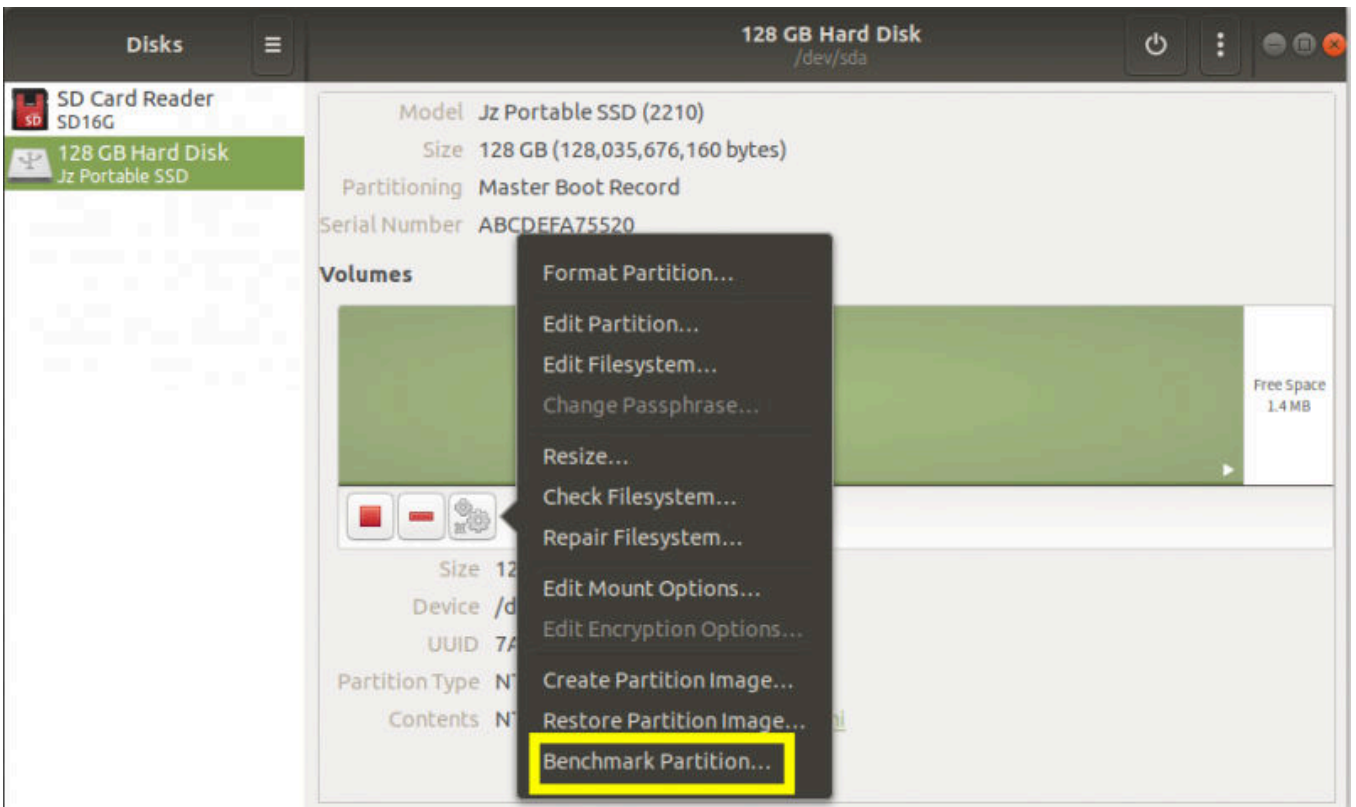 Disks
128 GB Hard Disk
/dev/sda
SD Card Reader
SD16G
128 GB Hard Disk
Jz Portable SSD
Model Jz Portable SSD (2210)
Size 128 GB (128,035,676,160 bytes)
Partitioning Master Boot Record
Serial Number ABCDEFA75520
Volumes
Free Space
1.4 MB
Format Partition...
Edit Partition...
Edit Filesystem...
Change Passphrase...
Resize...
Check Filesystem...
Repair Filesystem...
Edit Mount Options...
Edit Encryption Options...
Create Partition Image...
Restore Partition Image...
Benchmark Partition...
Size 12
Device /d
UUID 7A
Partition Type N
Contents N